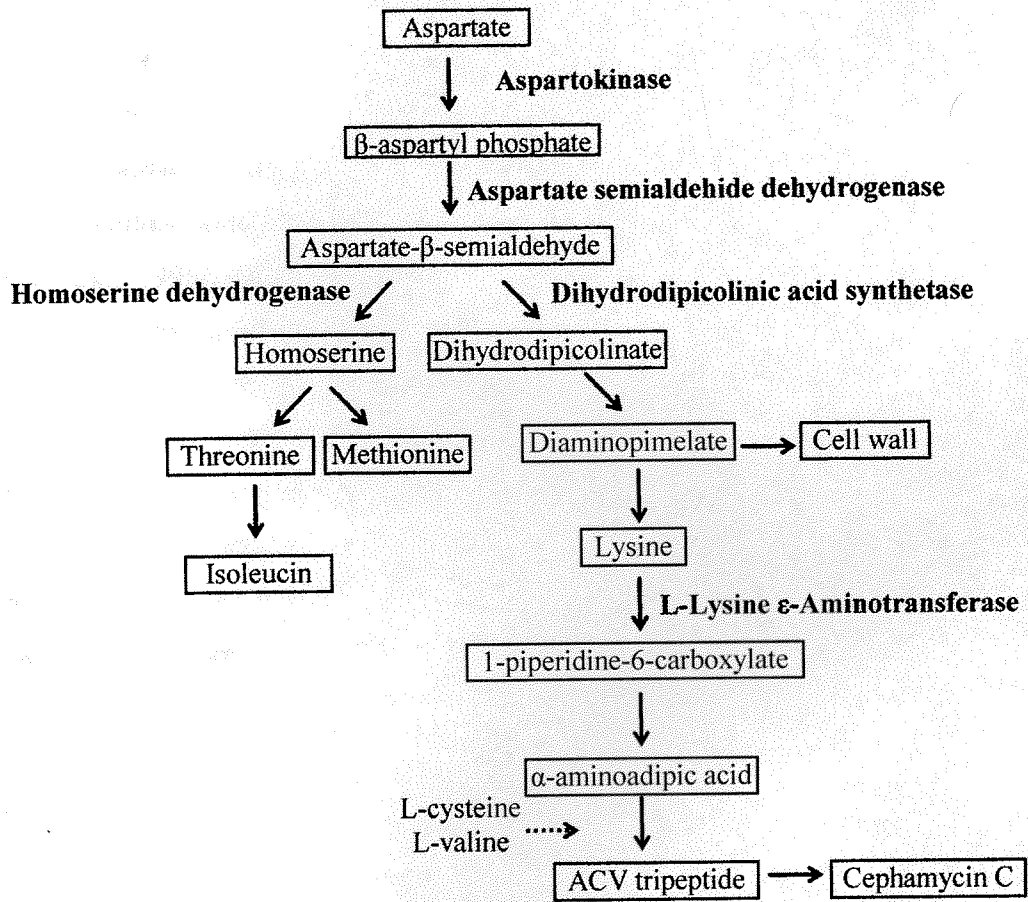 Aspartate
Aspartokinase
β-aspartyl phosphate
Aspartate semialdehide dehydrogenase
Aspartate-β-semialdehyde
Homoserine dehydrogenase
Dihydrodipicolinic acid synthetase
Homoserine
Dihydrodipicolinate
Threonine
Methionine
Diaminopimelate
Cell wall
Isoleucin
Lysine
L-Lysine ε-Aminotransferase
1-piperidine-6-carboxylate
α-aminoadipic acid
L-cysteine
L-valine
ACV tripeptide
Cephamycin C